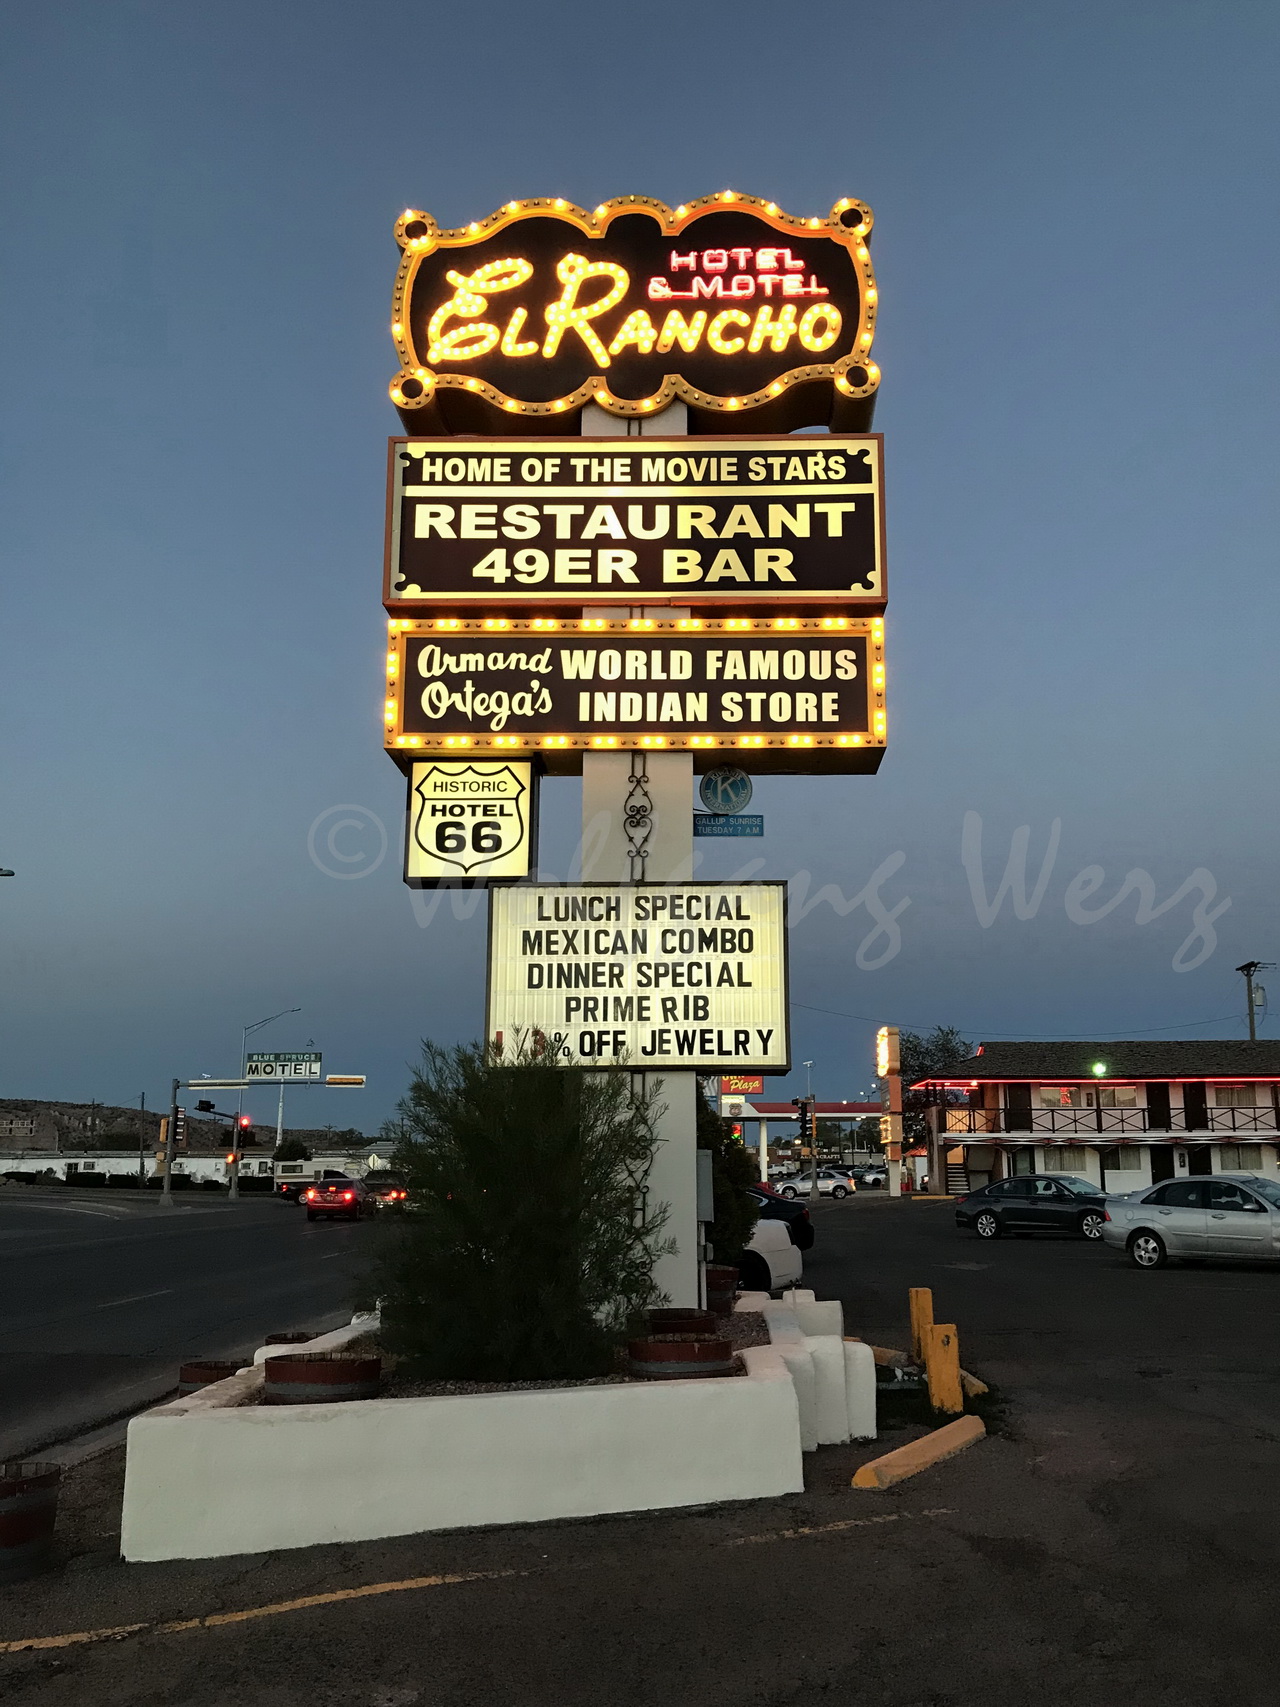 HOTEL
& MOTEL
EL RANCHO
HOME OF THE MOVIE STARS
RESTAURANT
49ER BAR
Armand
Ortega's
WORLD FAMOUS
INDIAN STORE
HISTORIC
HOTEL
66
K
GALLUP SUNRISE
TUESDAY 7 A.M.
© Wolfgang Werz
LUNCH SPECIAL
MEXICAN COMBO
DINNER SPECIAL
PRIME RIB
% OFF JEWELRY
BLUE SPRUCE
MOTEL
Plaza